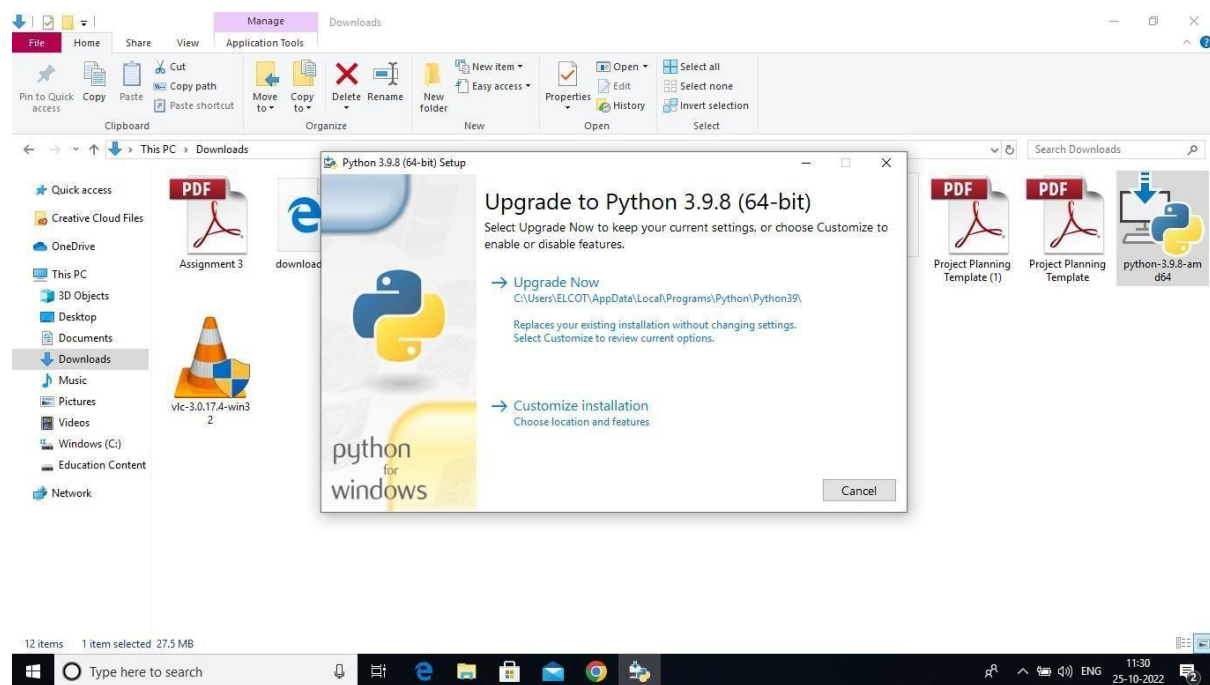 Manage
Downloads
File
Home
Share
View
Application Tools
Pin to Quick
access
Copy
Paste
Cut
Copy path
Paste shortcut
Clipboard
Move
to
Copy
to
Delete
Rename
Organize
New
folder
New item
Easy access
New
Properties
Open
Edit
History
Open
Select all
Select none
Invert selection
Select
This PC > Downloads
Search Downloads
Quick access
Creative Cloud Files
OneDrive
This PC
3D Objects
Desktop
Documents
Downloads
Music
Pictures
Videos
Windows (C:)
Education Content
Network
PDF
Assignment 3
download
vlc-3.0.17.4-win3
2
Python 3.9.8 (64-bit) Setup
Upgrade to Python 3.9.8 (64-bit)
Select Upgrade Now to keep your current settings, or choose Customize to
enable or disable features.
Upgrade Now
C:\Users\ELCOT\AppData\Local\Programs\Python\Python39\
Replaces your existing installation without changing settings.
Select Customize to review current options.
Customize installation
Choose location and features
python
for
windows
Cancel
PDF
Project Planning
Template (1)
PDF
Project Planning
Template
python-3.9.8-am
d64
12 items
1 item selected 27.5 MB
Type here to search
ENG
11:30
25-10-2022
2